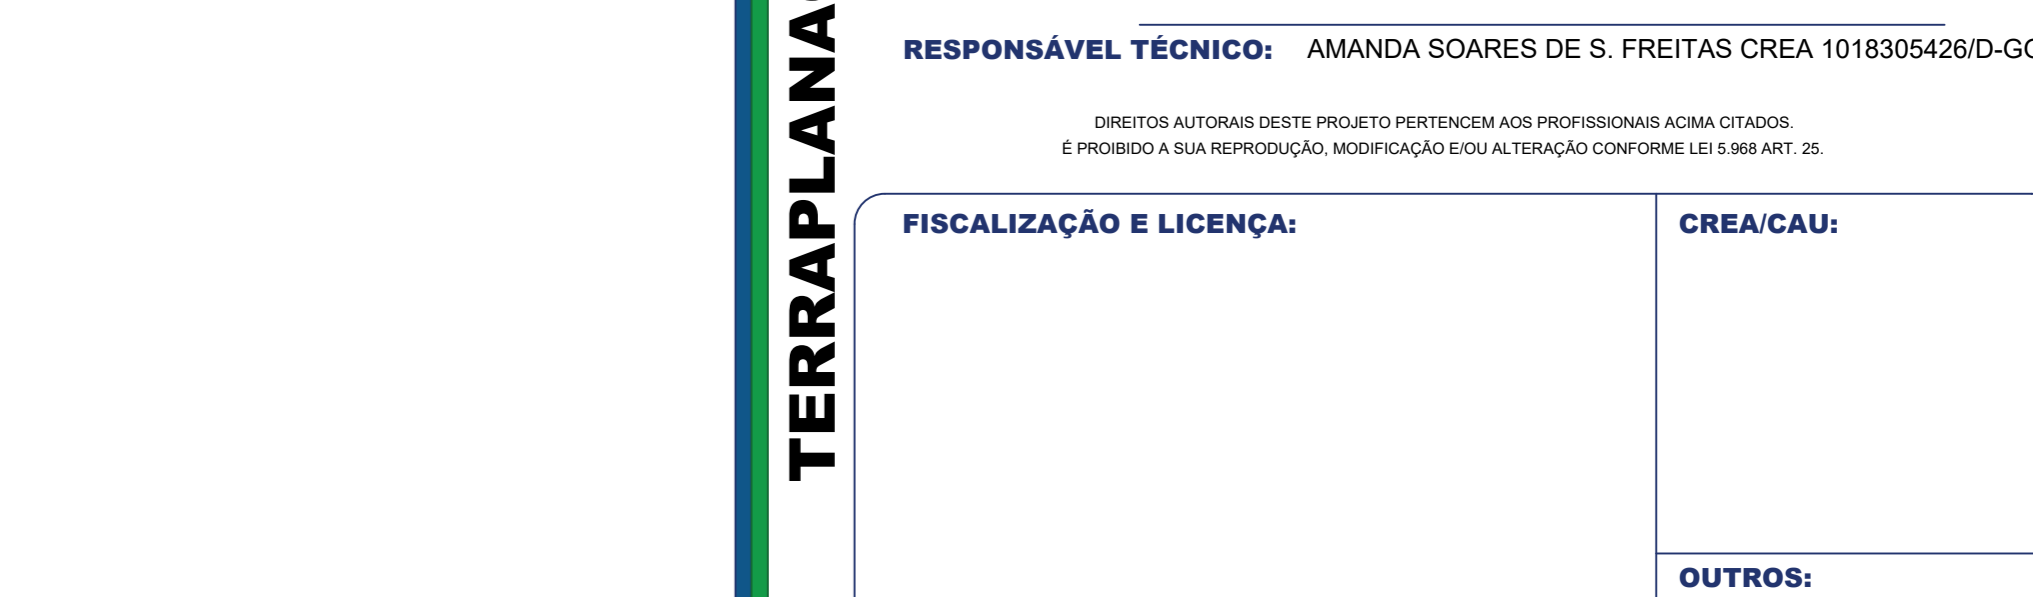 RESPONSÁVEL TÉCNICO: AMANDA SOARES DE S. FREITAS CREA 1018305426/D-G
DIREITOS AUTORAIS DESTE PROJETO PERTENCEM AOS PROFISSIONAIS ACIMA CITADOS.
É PROIBIDO A SUA REPRODUÇÃO, MODIFICAÇÃO E/OU ALTERAÇÃO CONFORME LEI 5.968 ART. 25.
TERRAPLANA
FISCALIZAÇÃO E LICENÇA:
CREA/CAU:
OUTROS: